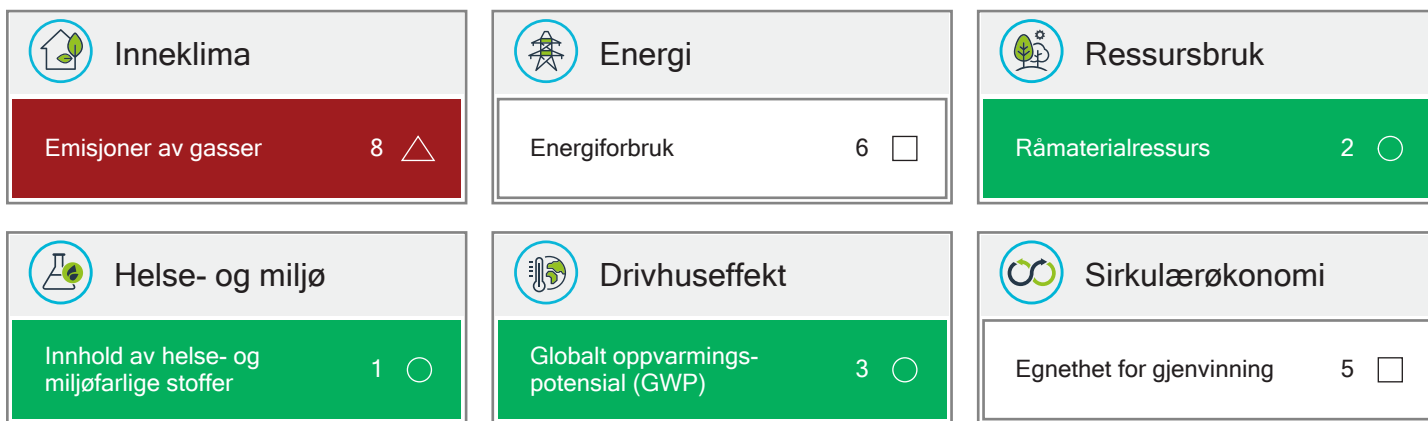 Inneklima
Emisjoner av gasser 8
Energi
Energiforbruk 6
Ressursbruk
Råmaterialressurs 2
Helse- og miljø
Innhold av helse- og
miljøfarlige stoffer 1
Drivhuseffekt
Globalt oppvarmings-
potensial (GWP) 3
Sirkulærøkonomi
Egnethet for gjenvinning 5